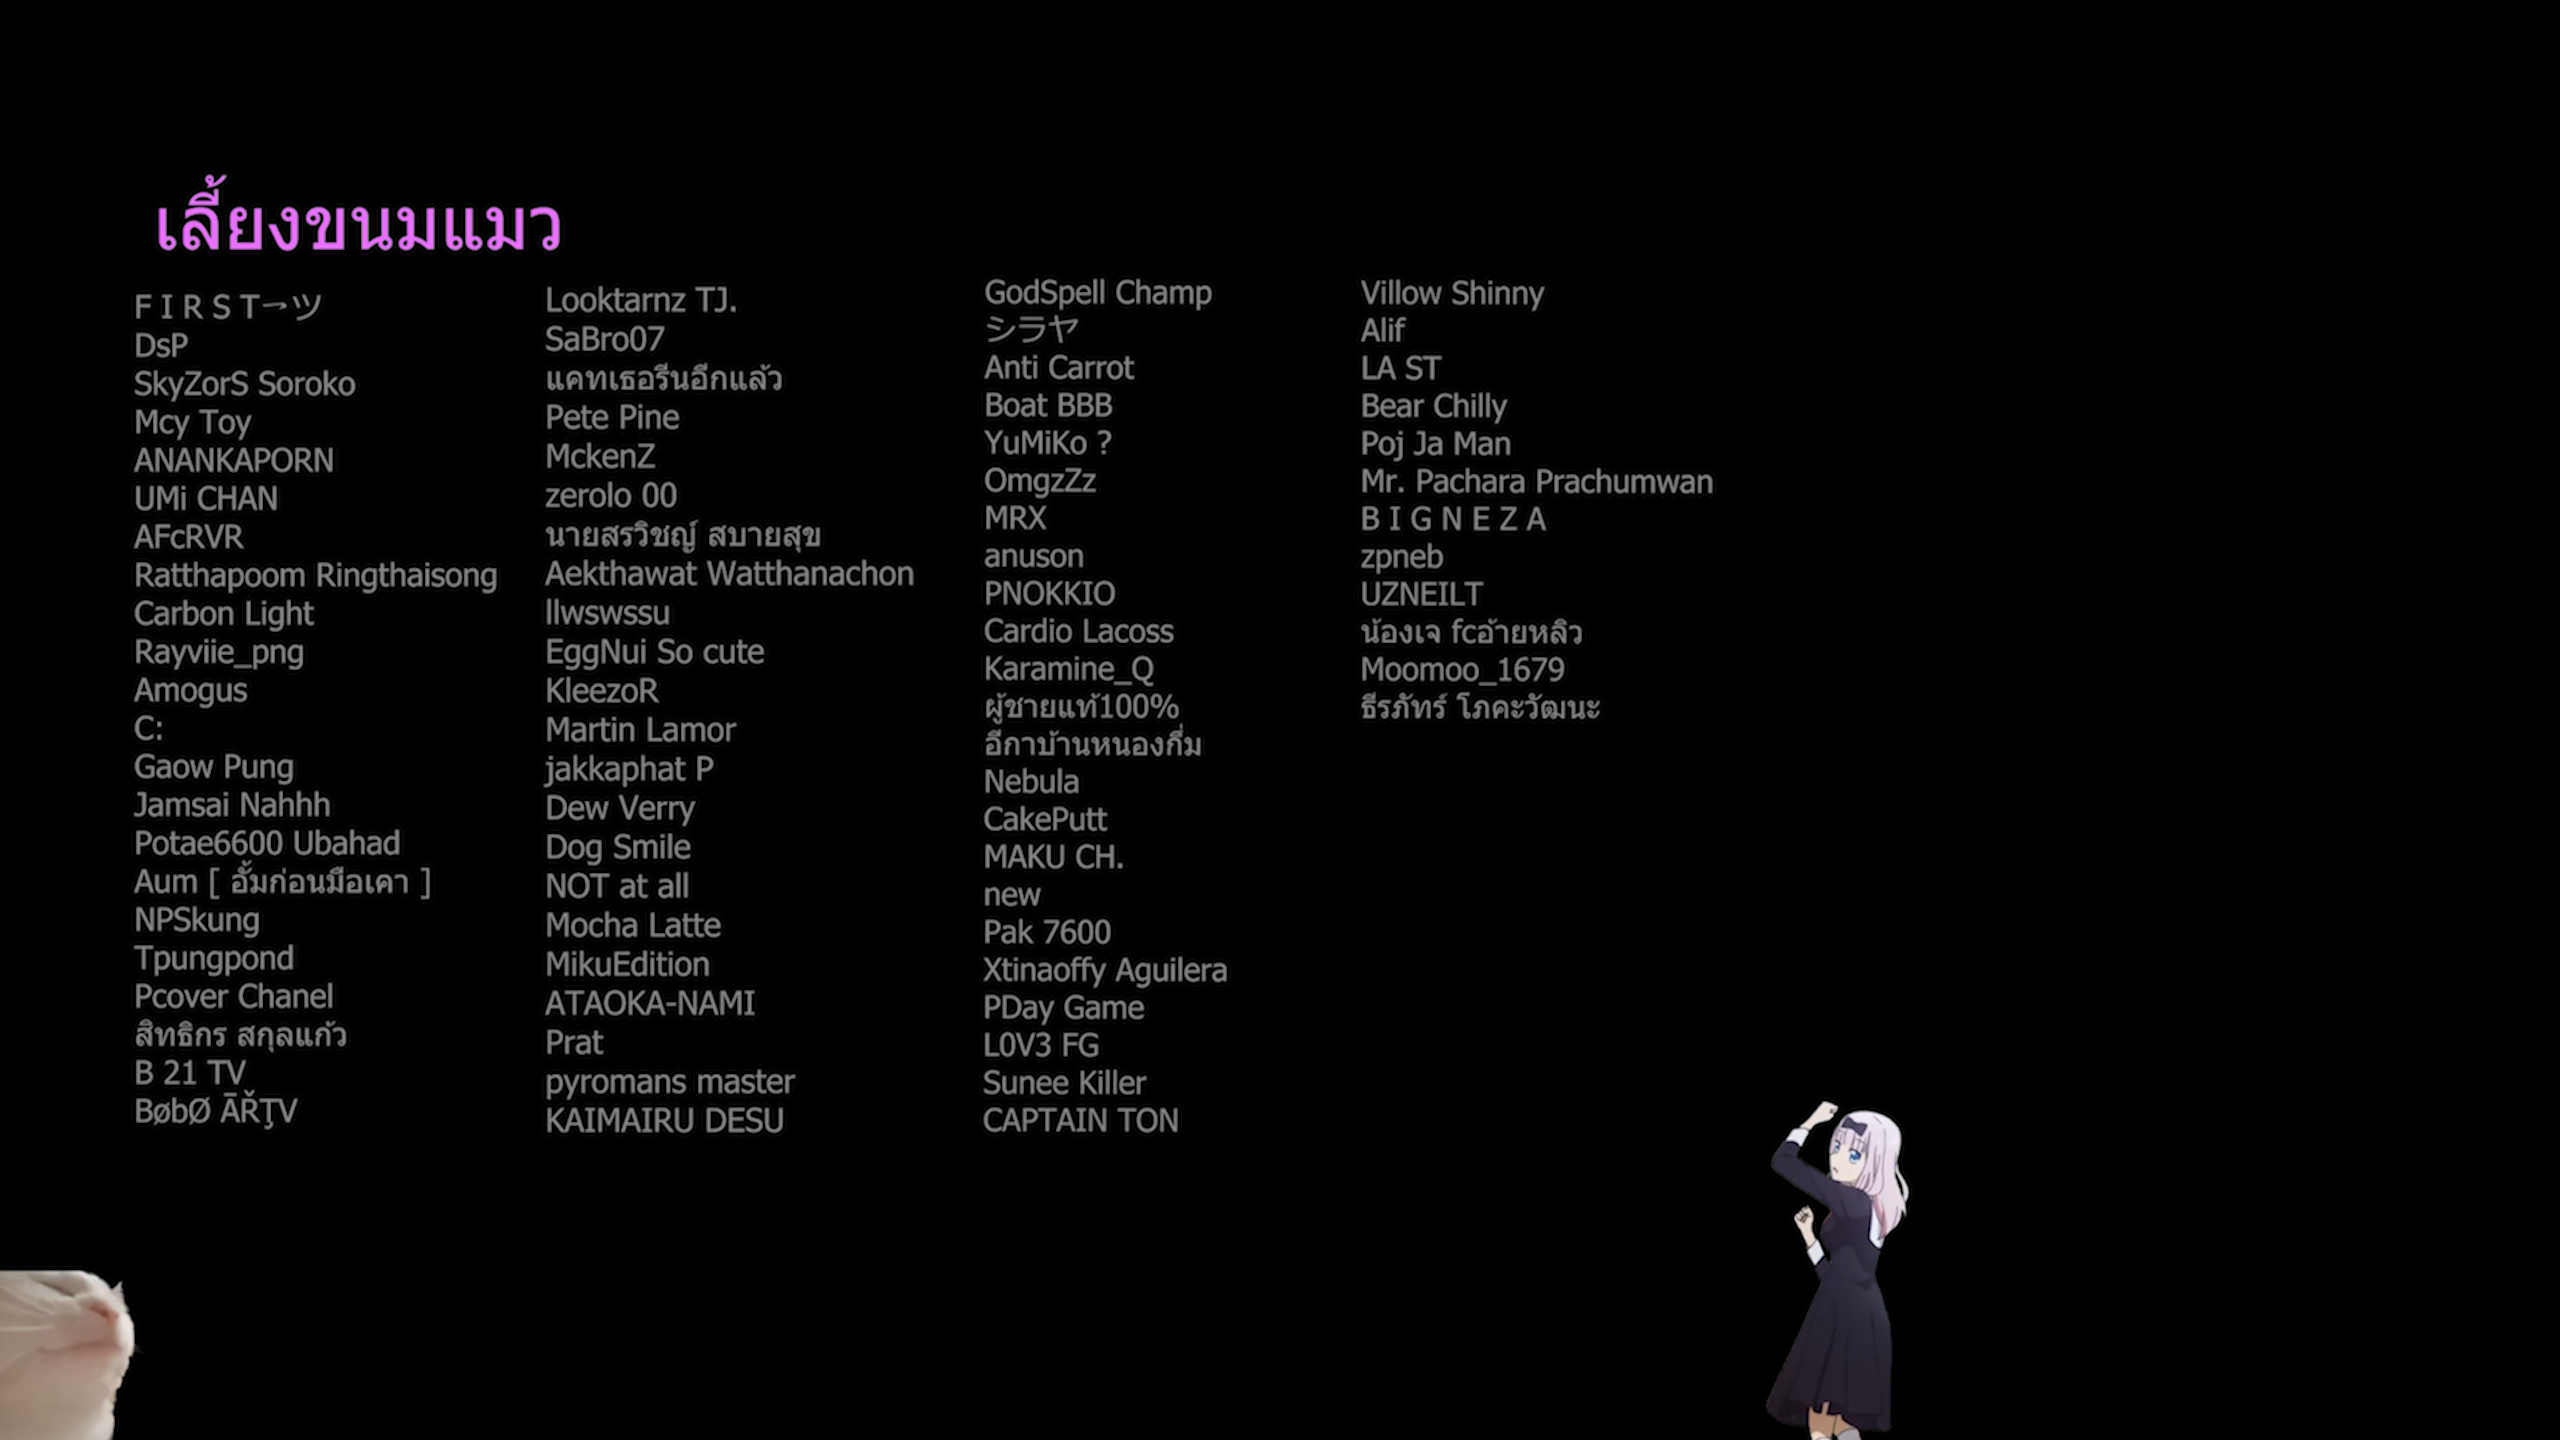 เลี้ยงขนมแมว
F I R S T一ツ
DsP
SkyZorS Soroko
Mcy Toy
ANANKAPORN
UMi CHAN
AFcRVR
Ratthapoom Ringthaisong
Carbon Light
Rayviie_png
Amogus
C:
Gaow Pung
Jamsai Nahhh
Potae6600 Ubahad
Aum [ อั้มก่อนมือเคา ]
NPSkung
Tpungpond
Pcover Chanel
สิทธิกร สกุลแก้ว
B 21 TV
BøbØ ĀŘŢV
Looktarnz TJ.
SaBro07
แคทเธอรีนอีกแล้ว
Pete Pine
MckenZ
zerolo 00
นายสรวิชญ์ สบายสุข
Aekthawat Watthanachon
llwswssu
EggNui So cute
KleezoR
Martin Lamor
jakkaphat P
Dew Verry
Dog Smile
NOT at all
Mocha Latte
MikuEdition
ATAOKA-NAMI
Prat
pyromans master
KAIMAIRU DESU
GodSpell Champ
シラヤ
Anti Carrot
Boat BBB
YuMiKo ?
OmgzZz
MRX
anuson
PNOKKIO
Cardio Lacoss
Karamine_Q
ผู้ชายแท้100%
อีกาบ้านหนองกี่ม
Nebula
CakePutt
MAKU CH.
new
Pak 7600
Xtinaoffy Aguilera
PDay Game
L0V3 FG
Sunee Killer
CAPTAIN TON
Villow Shinny
Alif
LA ST
Bear Chilly
Poj Ja Man
Mr. Pachara Prachumwan
B I G N E Z A
zpneb
UZNEILT
น้องเจ fcอ้ายหลิว
Moomoo_1679
ธีรภัทร์ โภคะวัฒนะ